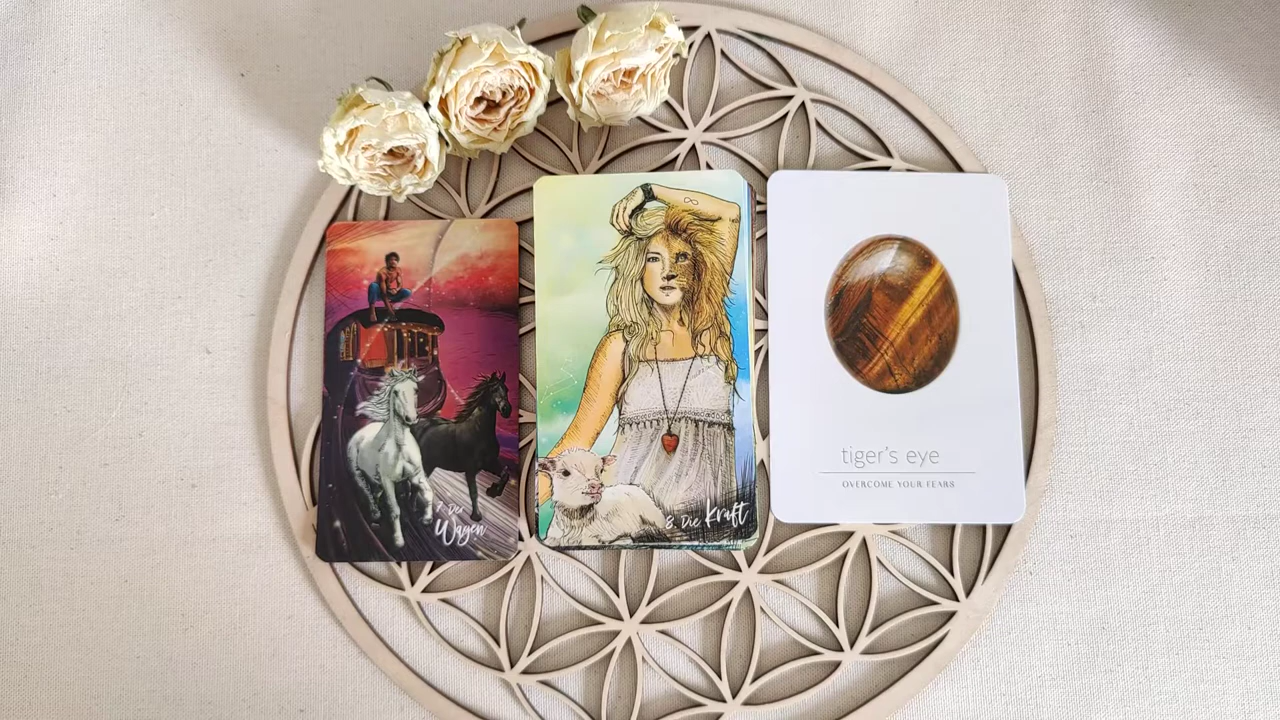 7. Der
Wagen
8. Die Kraft
tiger's eye
OVERCOME YOUR FEARS